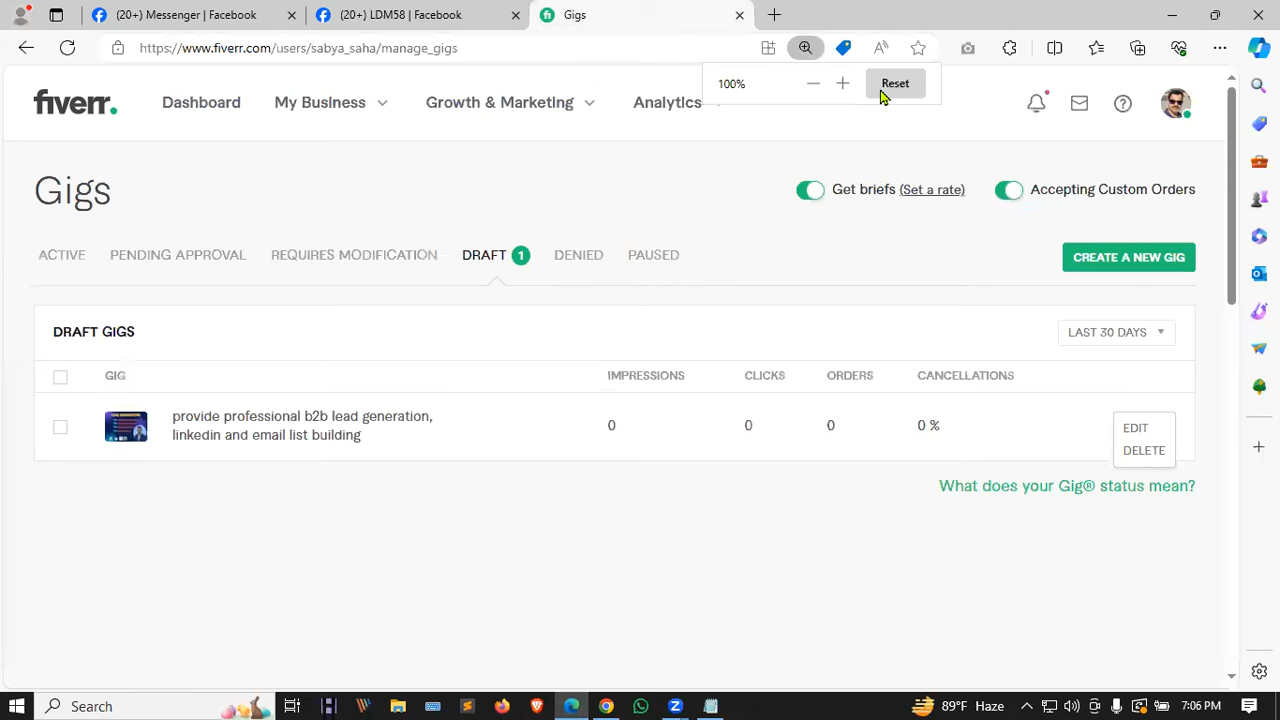 (20+) Messenger | Facebook
(20+) LDM58 | Facebook
Gigs
https://www.fiverr.com/users/sabya_saha/manage_gigs
100%
Reset
fiverr.
Dashboard
My Business
Growth & Marketing
Analytics
Gigs
Get briefs (Set a rate)
Accepting Custom Orders
ACTIVE
PENDING APPROVAL
REQUIRES MODIFICATION
DRAFT 1
DENIED
PAUSED
CREATE A NEW GIG
DRAFT GIGS
LAST 30 DAYS
GIG
IMPRESSIONS
CLICKS
ORDERS
CANCELLATIONS
provide professional b2b lead generation,
linkedin and email list building
0
0
0
0 %
EDIT
DELETE
What does your Gig® status mean?
Search
89°F Haze
7:06 PM